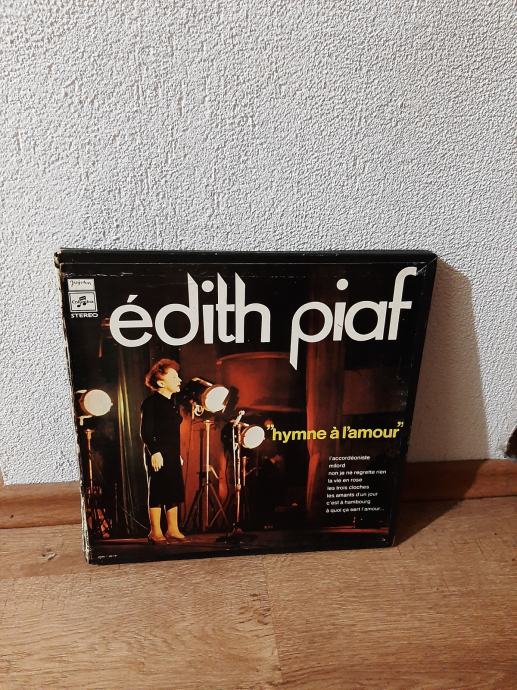 Columbia
STEREO
édith piaf
"hymne à l'amour"
l'accordéoniste
milord
non je ne regrette rien
la vie en rose
les trois cloches
les amants d'un jour
c'est à hambourg
à quoi ça sert l'amour...